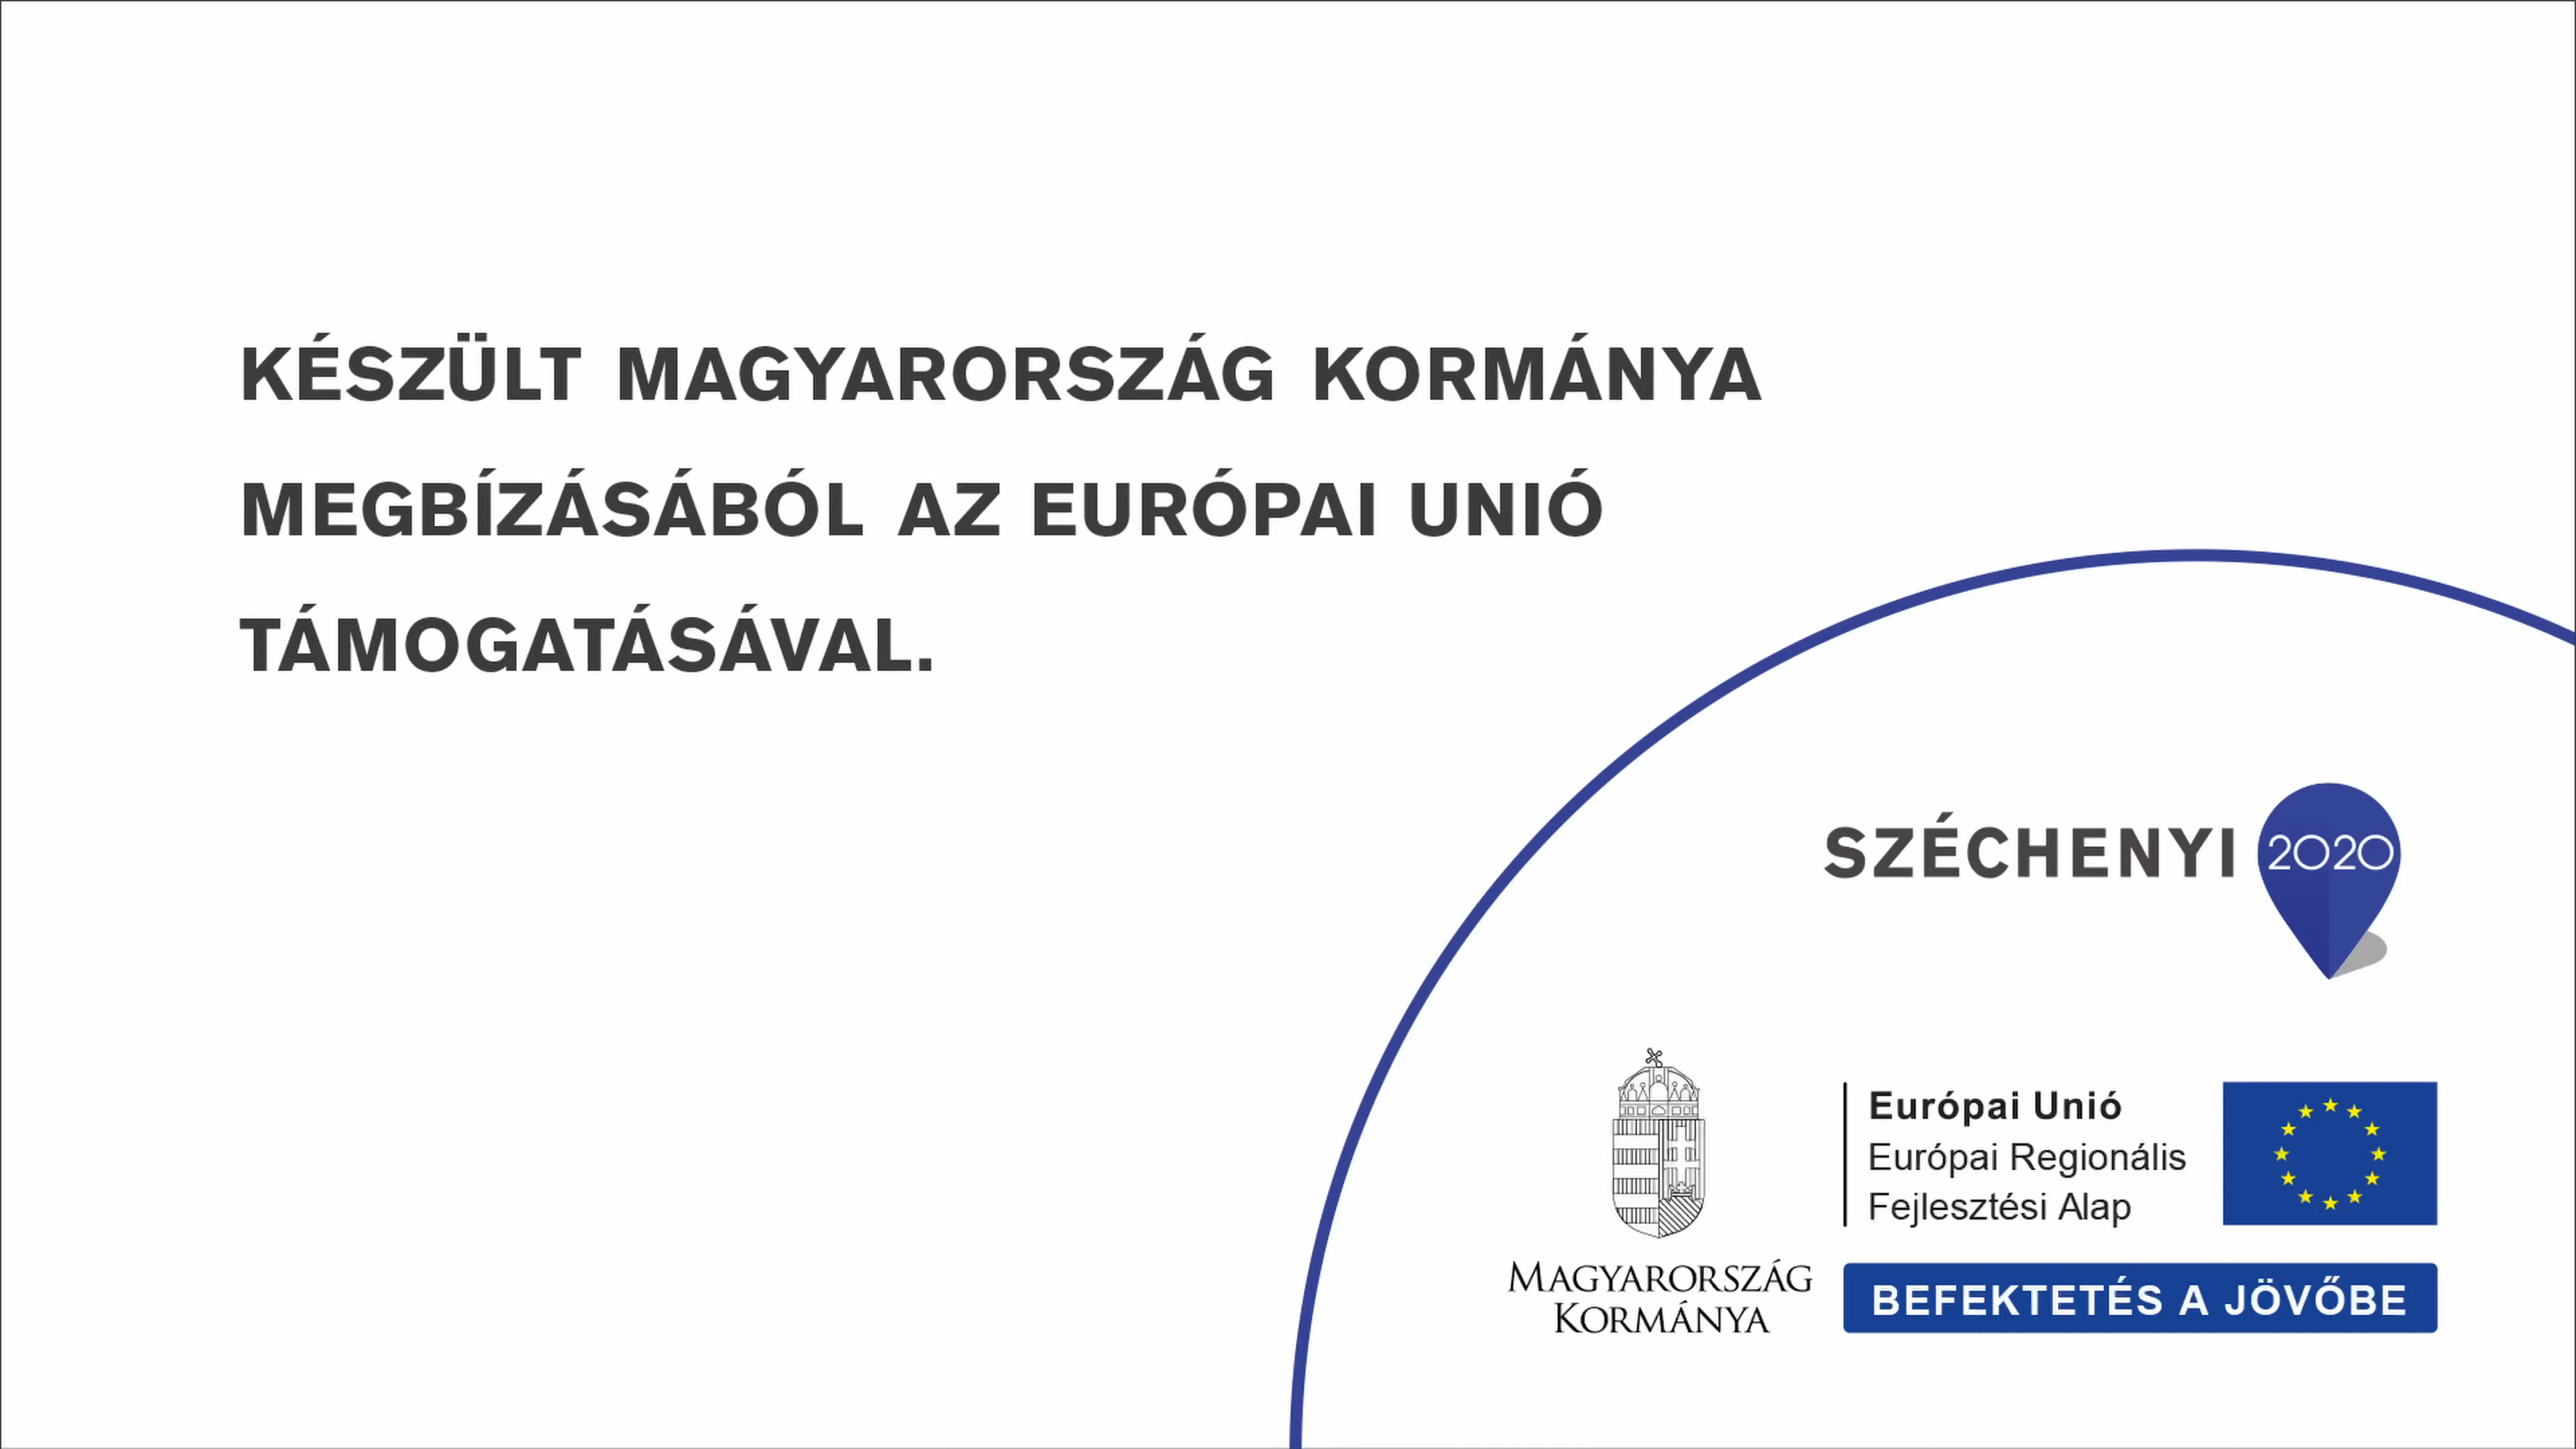 KÉSZÜLT MAGYARORSZÁG KORMÁNYA
MEGBÍZÁSÁBÓL AZ EURÓPAI UNIÓ
TÁMOGATÁSÁVAL.
SZÉCHENYI 2020
MAGYARORSZÁG
KORMÁNYA
Európai Unió
Európai Regionális
Fejlesztési Alap
BEFEKTETÉS A JÖVŐBE